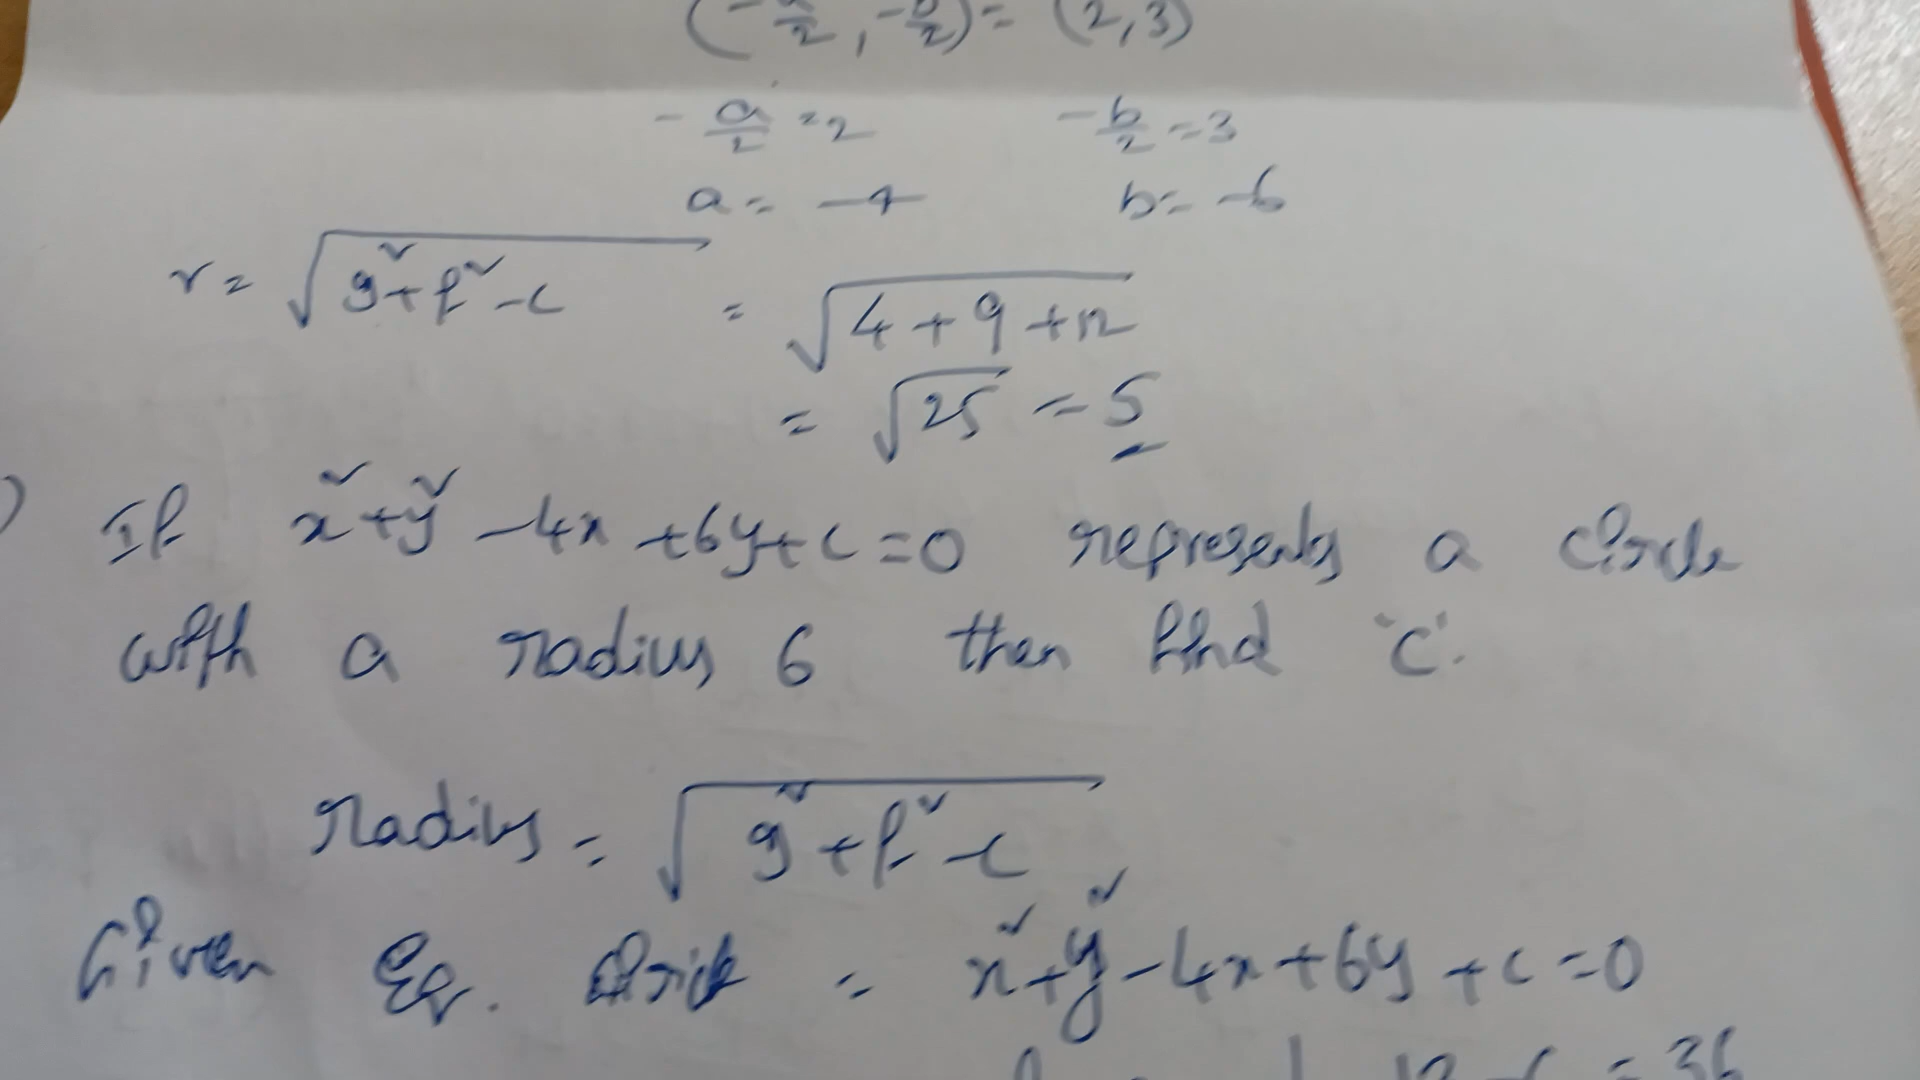 (-a/2, -b/2) = (2,3)
-a/2 = 2 -b/2 = 3
a = -4 b = -6
r = √(g²+f²-c) = √(4+9+12)
= √25 = 5
) If x²+y²-4x+6y+c=0 represents a circle
with a radius 6 then find 'c'.
radius = √(g²+f²-c)
Given Eq. = x²+y²-4x+6y+c=0
= 36